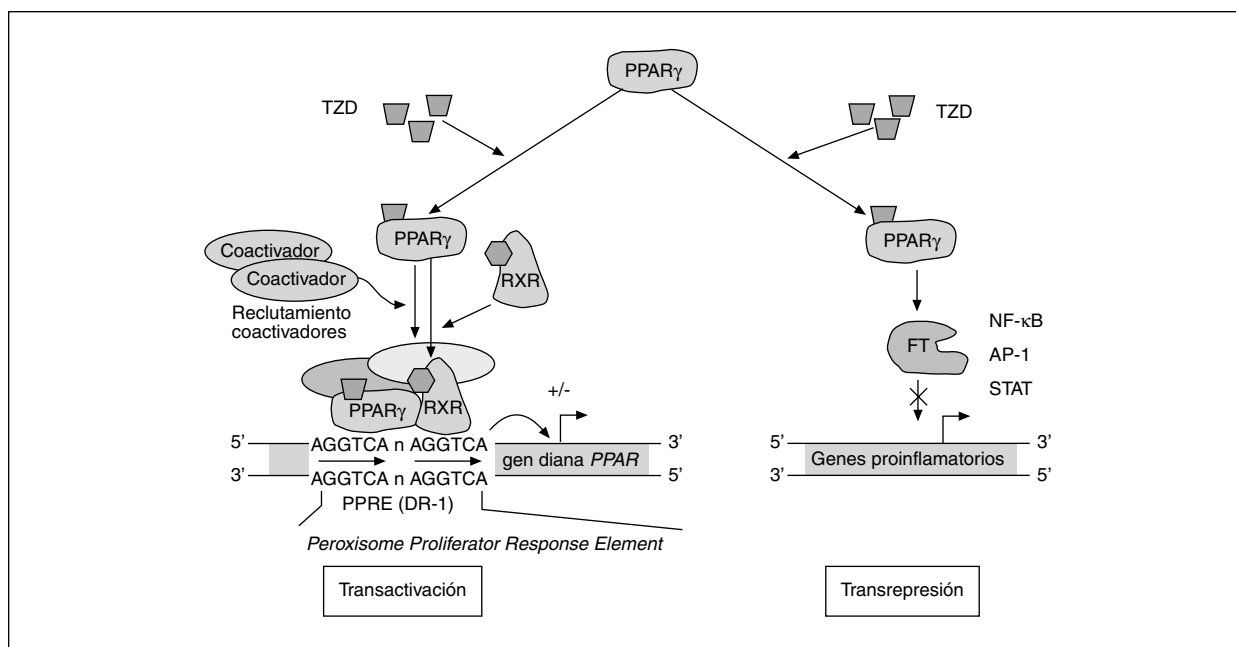 PPARγ
TZD
TZD
PPARγ
PPARγ
Coactivador
Coactivador
RXR
Reclutamiento
coactivadores
FT
NF-κB
AP-1
STAT
PPARγ
RXR
+/-
5’ AGGTCA n AGGTCA 3’
gen diana PPAR
3’ AGGTCA n AGGTCA 5’
PPRE (DR-1)
Peroxisome Proliferator Response Element
5’ 3’
Genes proinflamatorios
3’ 5’
Transactivación
Transrepresión